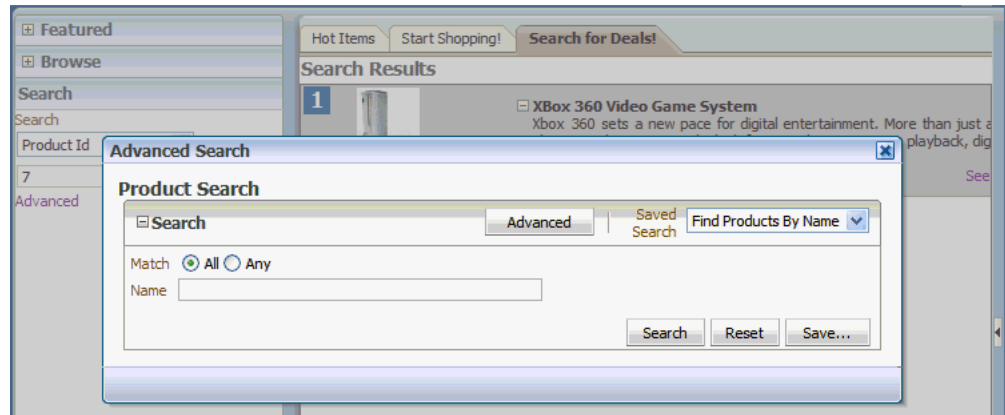 Featured
Browse
Search
Search
Product Id
7
Advanced
Hot Items Start Shopping! Search for Deals!
Search Results
1
XBox 360 Video Game System
Xbox 360 sets a new pace for digital entertainment. More than just a
playback, dig
See
Advanced Search
Product Search
Search
Advanced
Saved Search
Find Products By Name
Match All Any
Name
Search Reset Save...